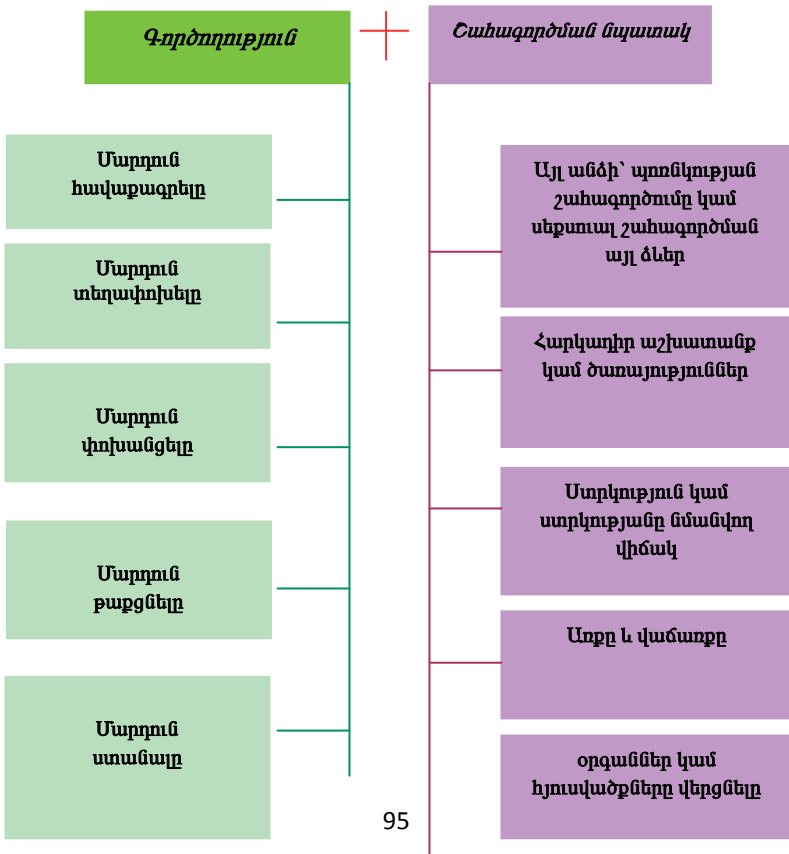 Գործողություն
Շահագործման նպատակ
Մարդուն
հավաքագրելը
Մարդուն
տեղափոխելը
Մարդուն
փոխանցելը
Մարդուն
թաքցնելը
Մարդուն
ստանալը
Այլ անձի` պոռնկության
շահագործումը կամ
սեքսուալ շահագործման
այլ ձևեր
Հարկադիր աշխատանք
կամ ծառայություններ
Ստրկություն կամ
ստրկությանը նմանվող
վիճակ
Առքը և վաճառքը
օրգաններ կամ
հյուսվածքները վերցնելը
95